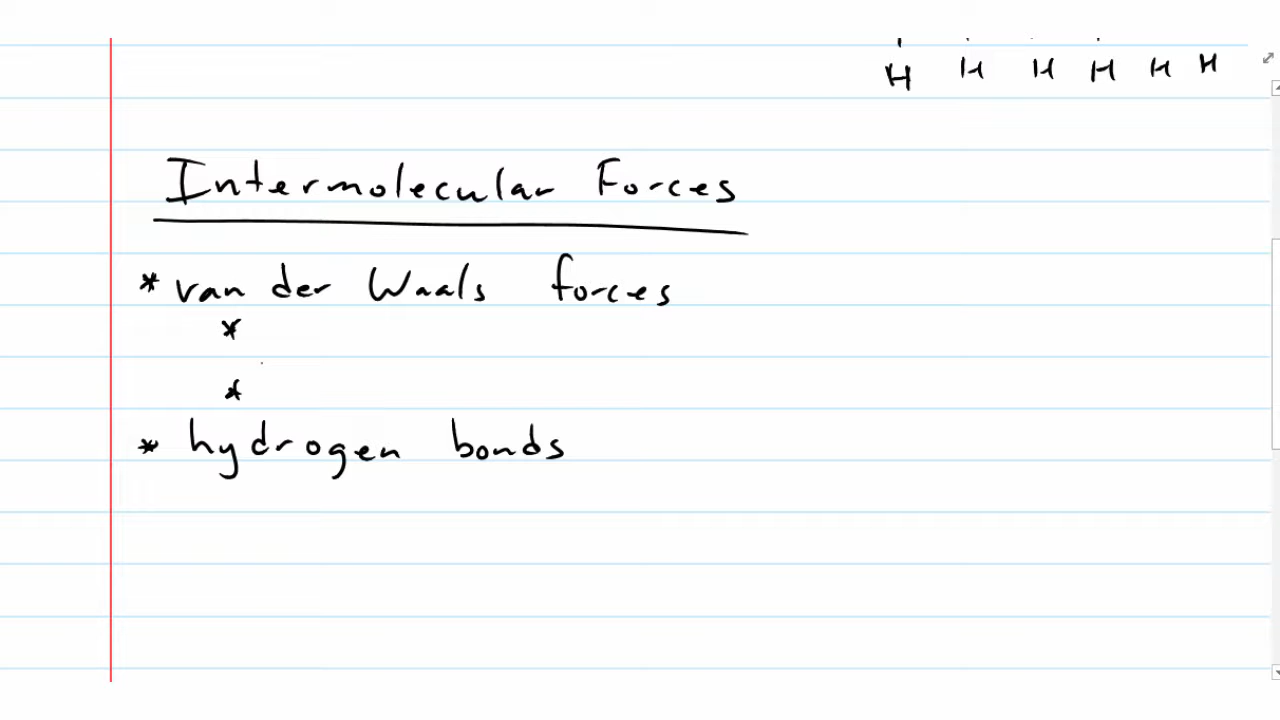 H H H H H H
Intermolecular Forces
* van der Waals forces
*
*
* hydrogen bonds